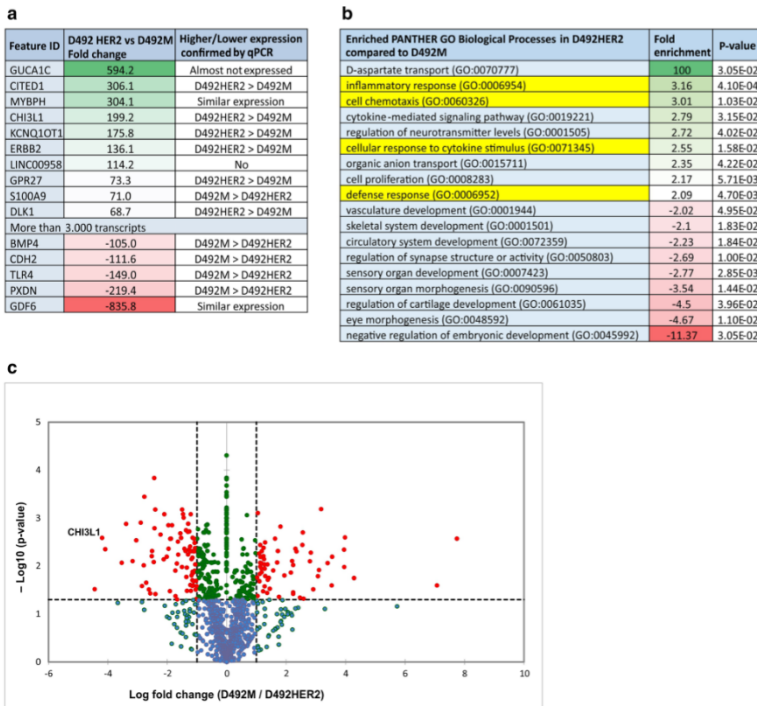 a
Feature ID D492 HER2 vs D492M Fold change Higher/Lower expression confirmed by qPCR
GUCA1C 594.2 Almost not expressed
CITED1 306.1 D492HER2 > D492M
MYBPH 304.1 Similar expression
CHI3L1 199.2 D492HER2 > D492M
KCNQ1OT1 175.8 D492HER2 > D492M
ERBB2 136.1 D492HER2 > D492M
LINC00958 114.2 No
GPR27 73.3 D492HER2 > D492M
S100A9 71.0 D492M > D492HER2
DLK1 68.7 D492HER2 > D492M
More than 3.000 transcripts
BMP4 -105.0 D492M > D492HER2
CDH2 -111.6 D492M > D492HER2
TLR4 -149.0 D492M > D492HER2
PXDN -219.4 D492M > D492HER2
GDF6 -835.8 Similar expression
b
Enriched PANTHER GO Biological Processes in D492HER2 compared to D492M Fold enrichment P-value
D-aspartate transport (GO:0070777) 100 3.05E-02
inflammatory response (GO:0006954) 3.16 4.10E-04
cell chemotaxis (GO:0060326) 3.01 1.03E-02
cytokine-mediated signaling pathway (GO:0019221) 2.79 3.15E-02
regulation of neurotransmitter levels (GO:0001505) 2.72 4.02E-02
cellular response to cytokine stimulus (GO:0071345) 2.55 1.58E-02
organic anion transport (GO:0015711) 2.35 4.22E-02
cell proliferation (GO:0008283) 2.17 5.71E-03
defense response (GO:0006952) 2.09 4.70E-03
vasculature development (GO:0001944) -2.02 4.95E-02
skeletal system development (GO:0001501) -2.1 1.83E-02
circulatory system development (GO:0072359) -2.23 1.84E-02
regulation of synapse structure or activity (GO:0050803) -2.69 1.00E-02
sensory organ development (GO:0007423) -2.77 2.85E-03
sensory organ morphogenesis (GO:0090596) -3.54 1.44E-02
regulation of cartilage development (GO:0061035) -4.5 3.96E-02
eye morphogenesis (GO:0048592) -4.67 1.10E-02
negative regulation of embryonic development (GO:0045992) -11.37 3.05E-02
c
5
4
3
2
1
0
CHI3L1
– Log10 (p-value)
-6 -4 -2 0 2 4 6 8 10
Log fold change (D492M / D492HER2)